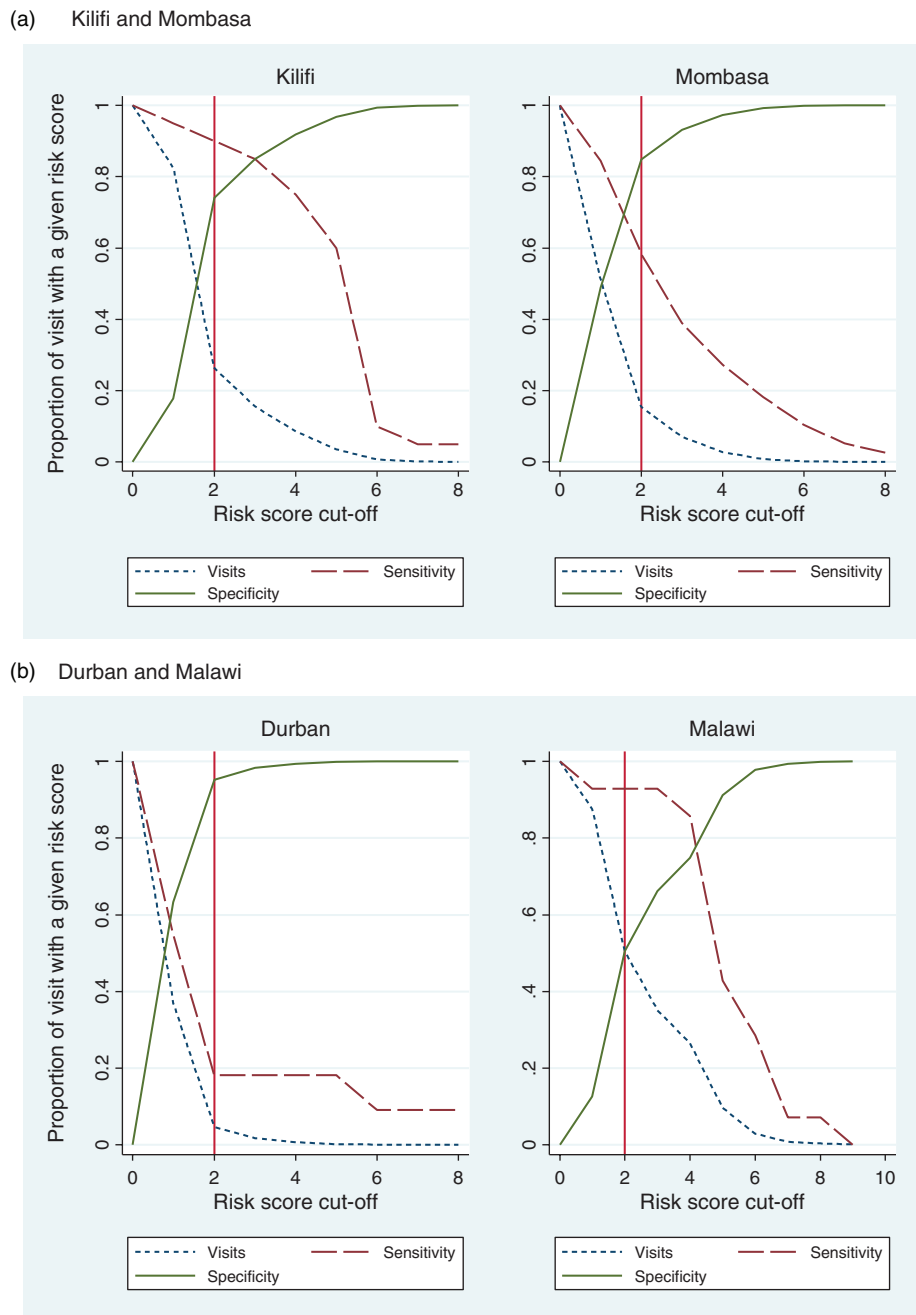 (a) Kilifi and Mombasa
Kilifi
Proportion of visit with a given risk score
1
0.8
0.6
0.4
0.2
0
0 2 4 6 8
Risk score cut-off
Visits Sensitivity
Specificity
Mombasa
1
0.8
0.6
0.4
0.2
0
0 2 4 6 8
Risk score cut-off
Visits Sensitivity
Specificity
(b) Durban and Malawi
Durban
Proportion of visit with a given risk score
1
0.8
0.6
0.4
0.2
0
0 2 4 6 8
Risk score cut-off
Visits Sensitivity
Specificity
Malawi
1
.8
.6
.4
.2
0
0 2 4 6 8 10
Risk score cut-off
Visits Sensitivity
Specificity